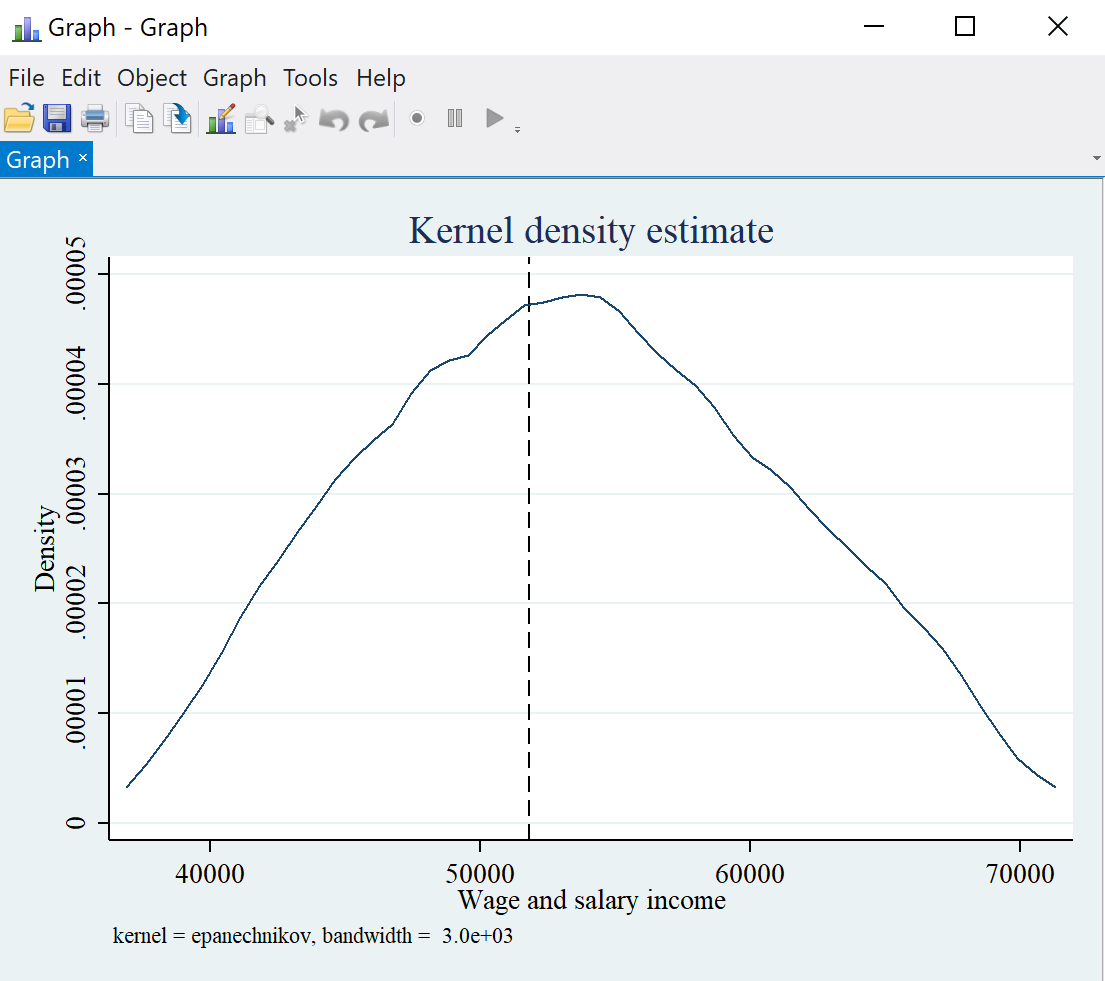 Graph - Graph
File Edit Object Graph Tools Help
Graph ×
Kernel density estimate
Density
.00005
.00004
.00003
.00002
.00001
0
40000 50000 60000 70000
Wage and salary income
kernel = epanechnikov, bandwidth = 3.0e+03